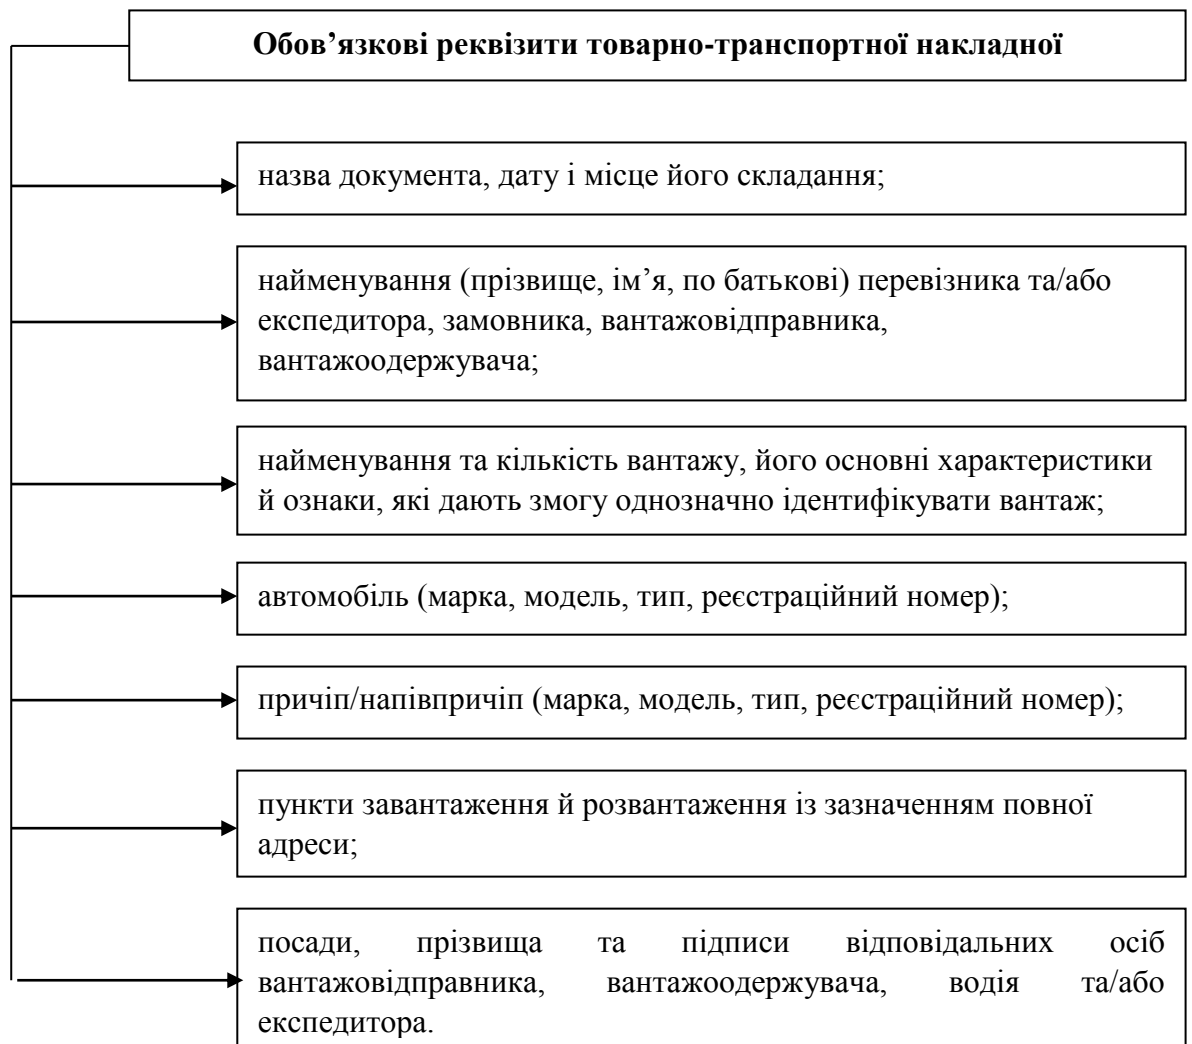 Обов’язкові реквізити товарно-транспортної накладної
назва документа, дату і місце його складання;
найменування (прізвище, ім’я, по батькові) перевізника та/або
експедитора, замовника, вантажовідправника,
вантажоодержувача;
найменування та кількість вантажу, його основні характеристики
й ознаки, які дають змогу однозначно ідентифікувати вантаж;
автомобіль (марка, модель, тип, реєстраційний номер);
причіп/напівпричіп (марка, модель, тип, реєстраційний номер);
пункти завантаження й розвантаження із зазначенням повної
адреси;
посади, прізвища та підписи відповідальних осіб
вантажовідправника, вантажоодержувача, водія та/або
експедитора.